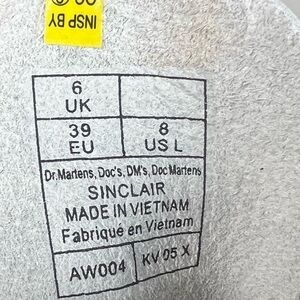 INSP BY
6
UK
39
EU
8
US L
Dr.Martens, Doc's, DM's, Doc Martens
SINCLAIR
MADE IN VIETNAM
Fabriqué en Vietnam
AW004
KV 05 X